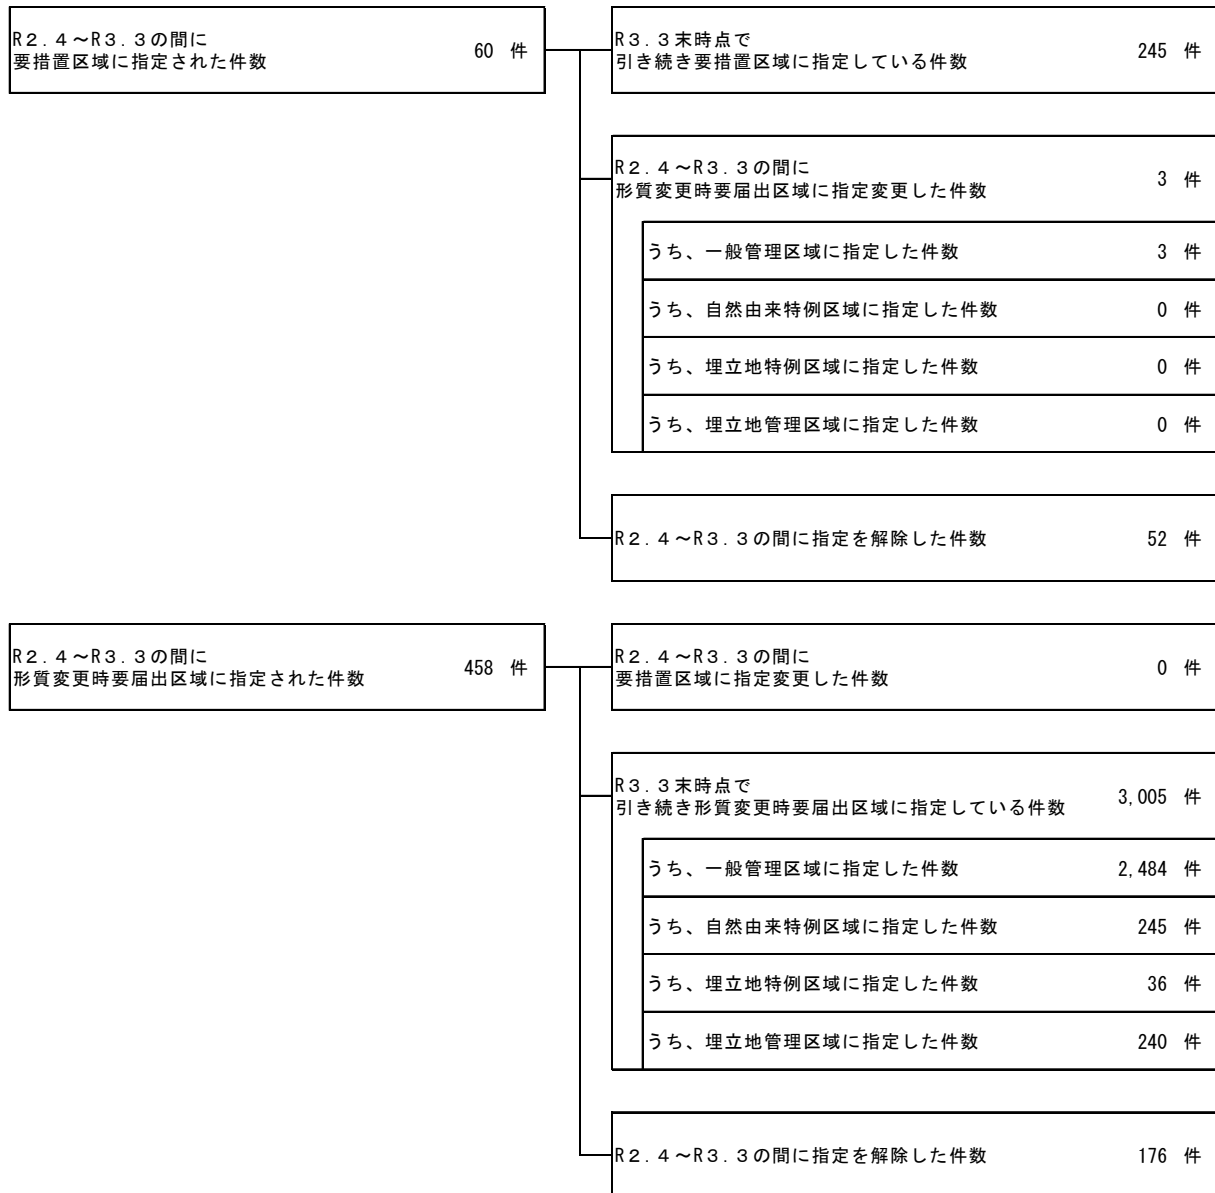 R2.4～R3.3の間に
要措置区域に指定された件数 60 件
R3.3末時点で
引き続き要措置区域に指定している件数 245 件
R2.4～R3.3の間に
形質変更時要届出区域に指定変更した件数 3 件
うち、一般管理区域に指定した件数 3 件
うち、自然由来特例区域に指定した件数 0 件
うち、埋立地特例区域に指定した件数 0 件
うち、埋立地管理区域に指定した件数 0 件
R2.4～R3.3の間に指定を解除した件数 52 件
R2.4～R3.3の間に
形質変更時要届出区域に指定された件数 458 件
R2.4～R3.3の間に
要措置区域に指定変更した件数 0 件
R3.3末時点で
引き続き形質変更時要届出区域に指定している件数 3,005 件
うち、一般管理区域に指定した件数 2,484 件
うち、自然由来特例区域に指定した件数 245 件
うち、埋立地特例区域に指定した件数 36 件
うち、埋立地管理区域に指定した件数 240 件
R2.4～R3.3の間に指定を解除した件数 176 件